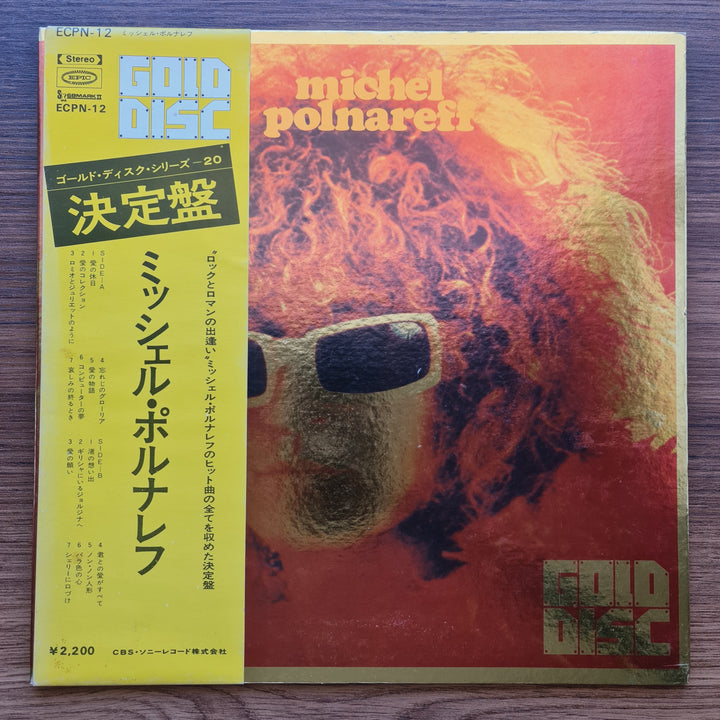 ECPN-12 ミッシェル・ポルナレフ
Stereo
EPIC
ECPN-12
GOLD
DISC
ゴールド・ディスク・シリーズ—20
決定盤
michel
polnareff
"ロックとロマンの出逢い"ミッシェル・ポルナレフのヒット曲の全てを収めた決定盤
ミッシェル・ポルナレフ
SIDE—A
1 愛の休日
2 愛のコレクション
3 ロミオとジュリエットのように
4 忘れじのグローリア
5 愛の物語
6 コンピューターの夢
7 哀しみの終るとき
SIDE—B
1 渚の想い出
2 ギリシャにいるジョルジナへ
3 愛の願い
4 君との愛がすべて
5 ノン・ノン人形
6 バラ色の心
7 シェリーに口づけ
¥2,200
CBS・ソニーレコード株式会社
GOLD
DISC